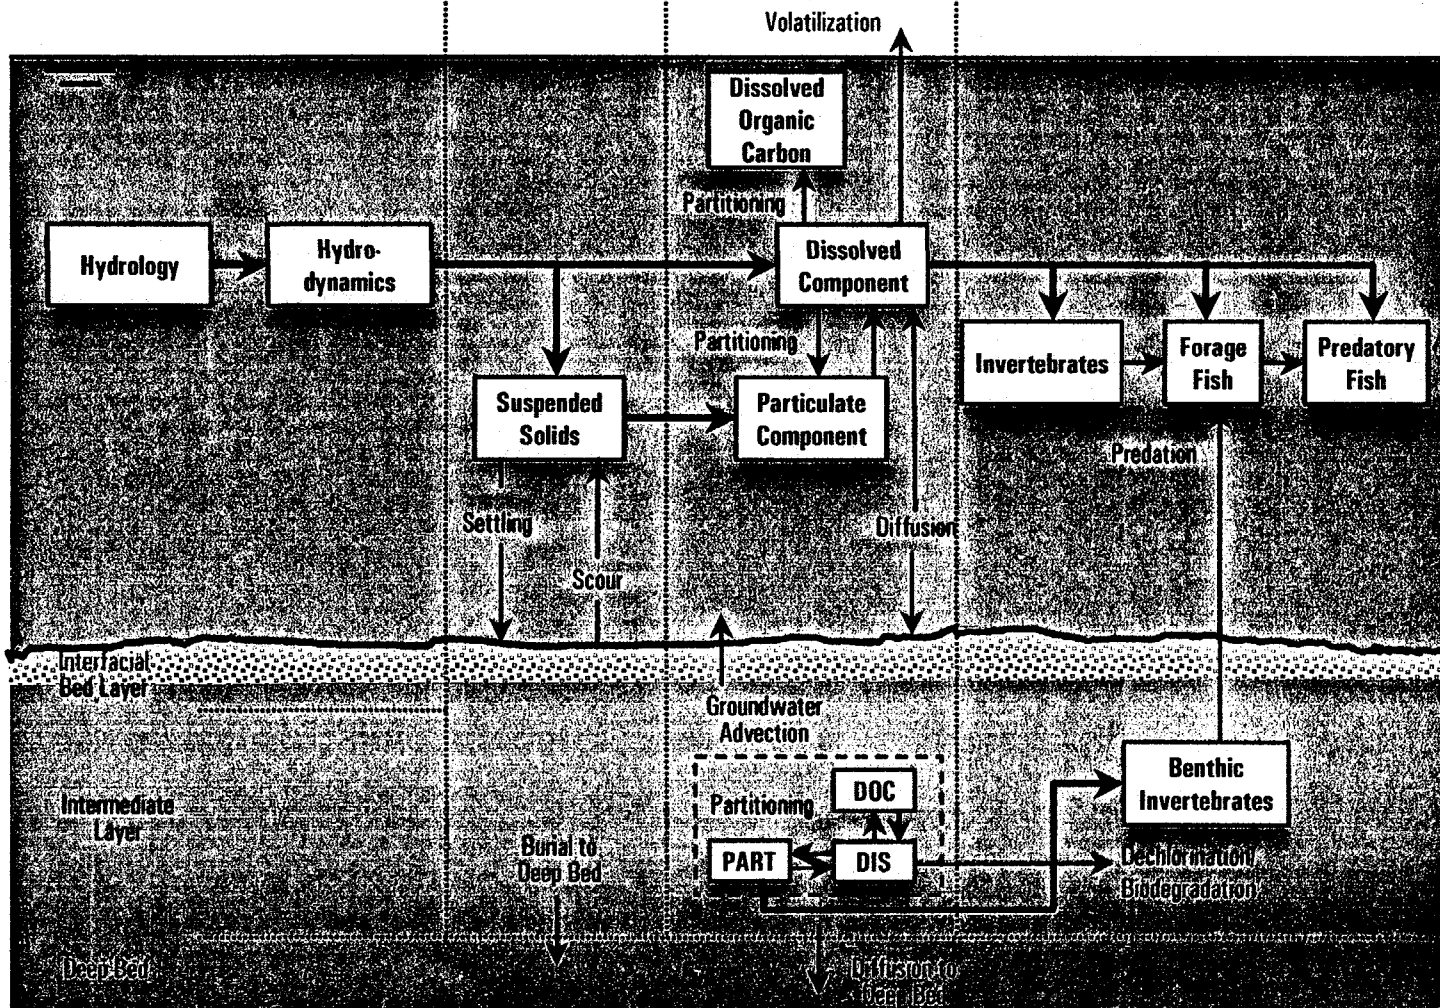 Volatilization
Dissolved
Organic
Carbon
Partitioning
Hydrology
Hydro-
dynamics
Dissolved
Component
Partitioning
Invertebrates
Forage
Fish
Predatory
Fish
Suspended
Solids
Particulate
Component
Predation
Settling
Diffusion
Scour
Interfacial
Bed Layer
Groundwater
Advection
Benthic
Invertebrates
Intermediate
Layer
Partitioning
DOC
PART
DIS
Burial to
Deep Bed
Dechlorination/
Biodegradation
Deep Bed
Diffusion to
Deep Bed